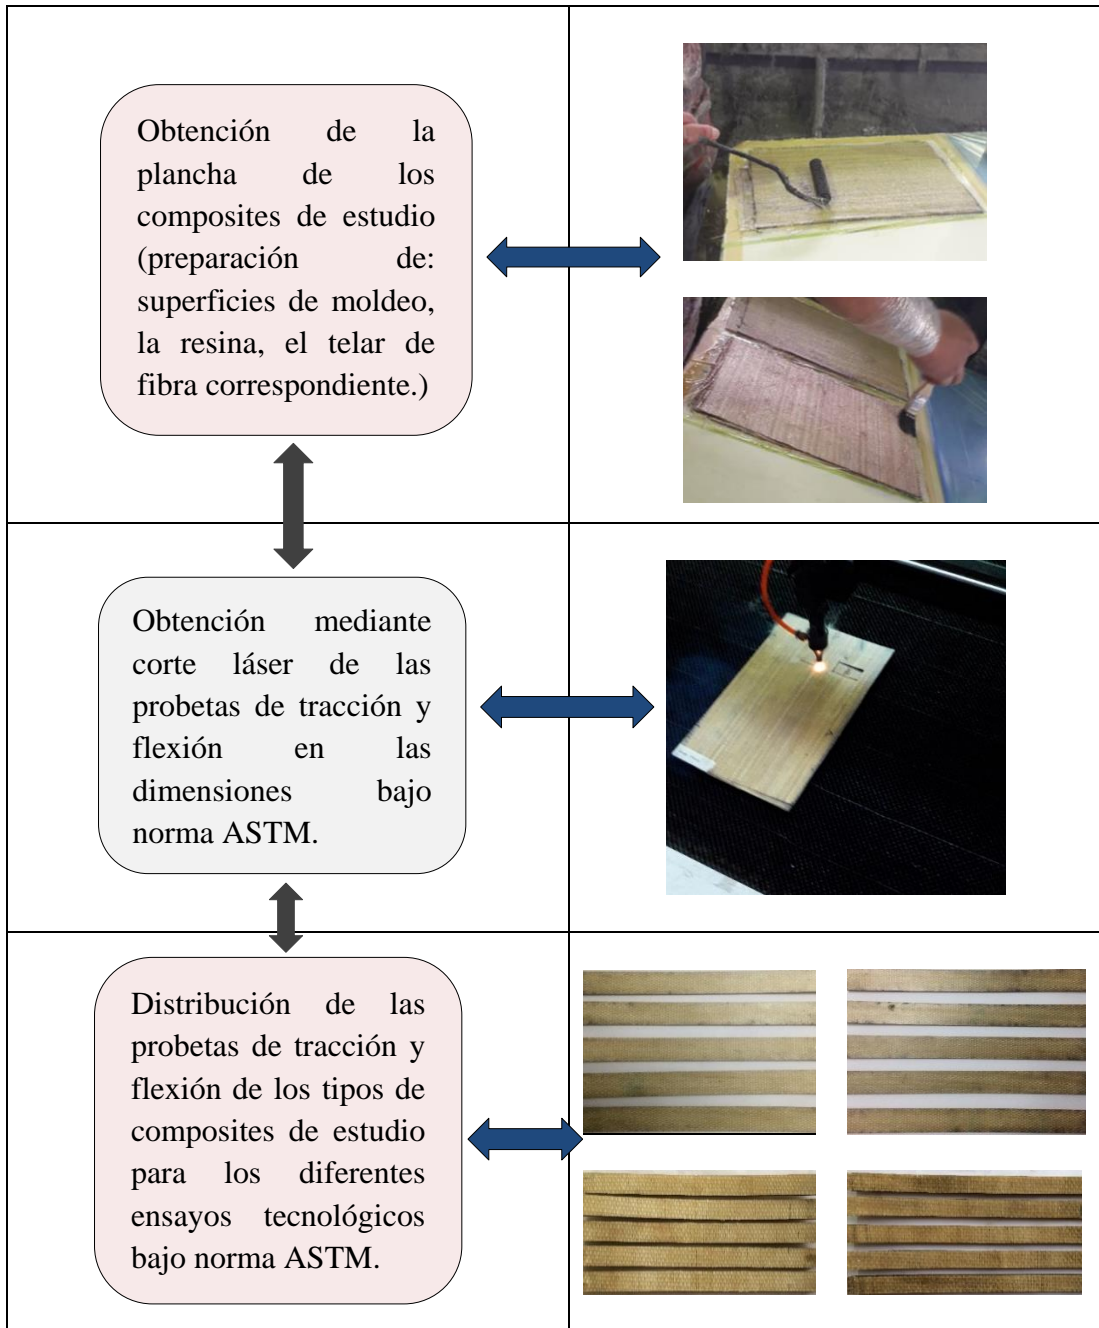 Obtención de la
plancha de los
composites de estudio
(preparación de:
superficies de moldeo,
la resina, el telar de
fibra correspondiente.)
Obtención mediante
corte láser de las
probetas de tracción y
flexión en las
dimensiones bajo
norma ASTM.
Distribución de las
probetas de tracción y
flexión de los tipos de
composites de estudio
para los diferentes
ensayos tecnológicos
bajo norma ASTM.